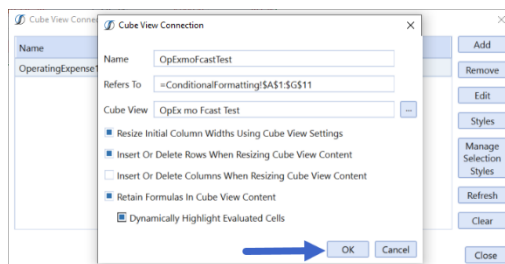 Cube View Conne
Cube View Connection
Name
OperatingExpense1
Name OpExmoFcastTest
Refers To =ConditionalFormatting!$A$1:$G$11
Cube View OpEx mo Fcast Test ...
Resize Initial Column Widths Using Cube View Settings
Insert Or Delete Rows When Resizing Cube View Content
Insert Or Delete Columns When Resizing Cube View Content
Retain Formulas In Cube View Content
Dynamically Highlight Evaluated Cells
OK Cancel
Add
Remove
Edit
Styles
Manage
Selection
Styles
Refresh
Clear
Close